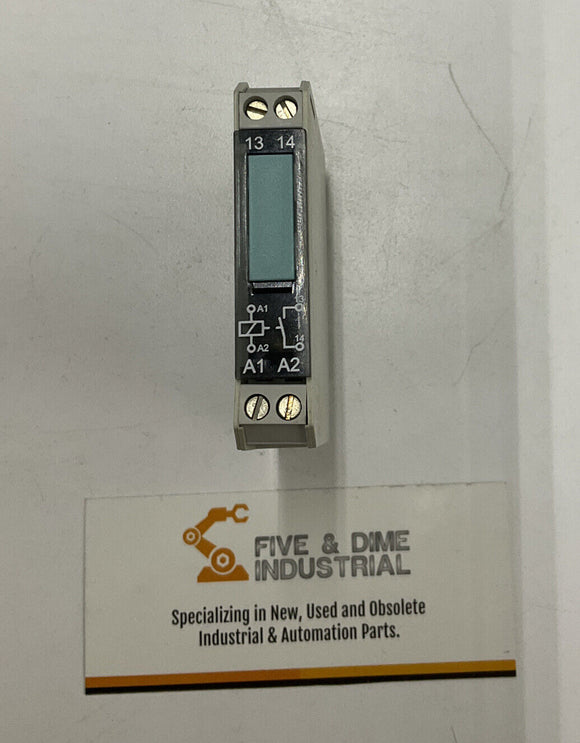 13 14
A1
13
A2
14
A1 A2
FIVE & DIME
INDUSTRIAL
Specializing in New, Used and Obsolete
Industrial & Automation Parts.